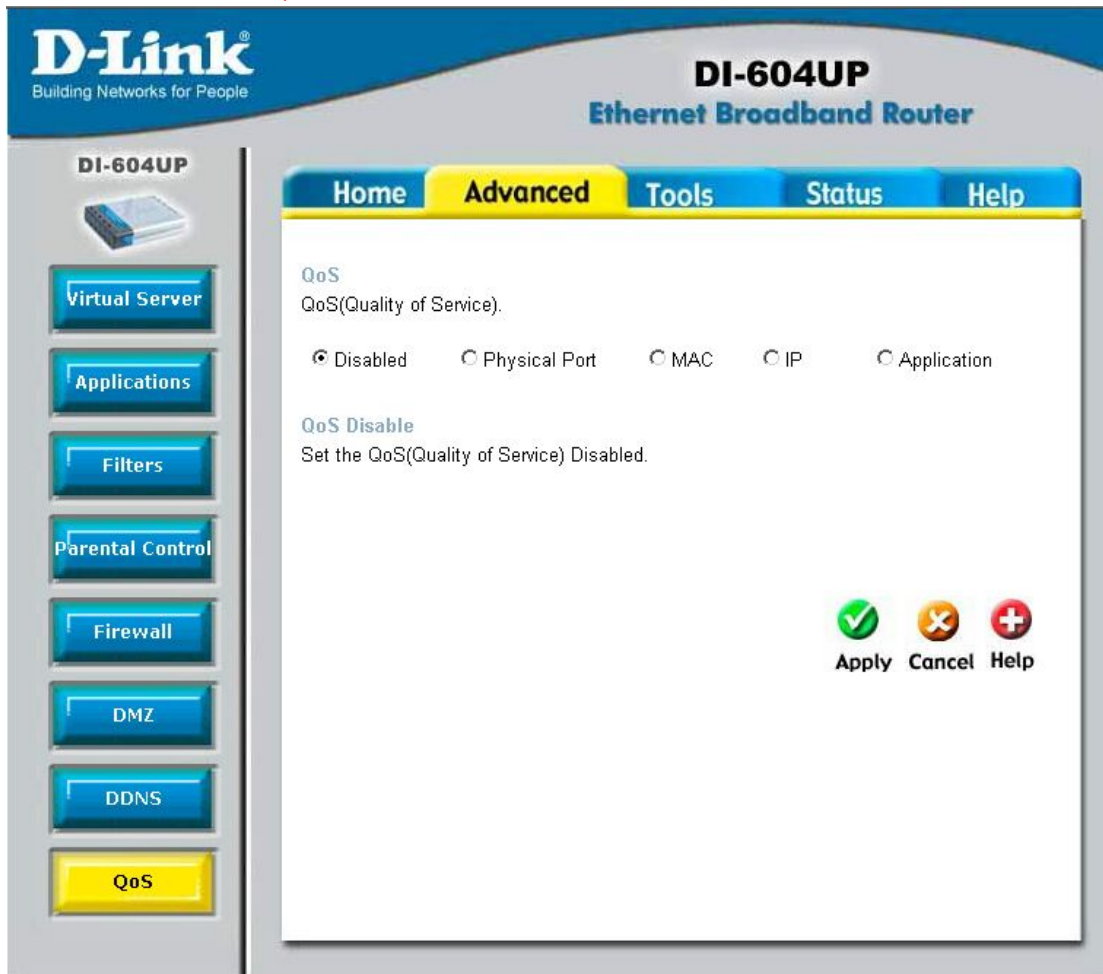 D-Link®
Building Networks for People
DI-604UP
Ethernet Broadband Router
DI-604UP
Home Advanced Tools Status Help
Virtual Server
Applications
Filters
Parental Control
Firewall
DMZ
DDNS
QoS
QoS
QoS(Quality of Service).
Disabled Physical Port MAC IP Application
QoS Disable
Set the QoS(Quality of Service) Disabled.
Apply Cancel Help